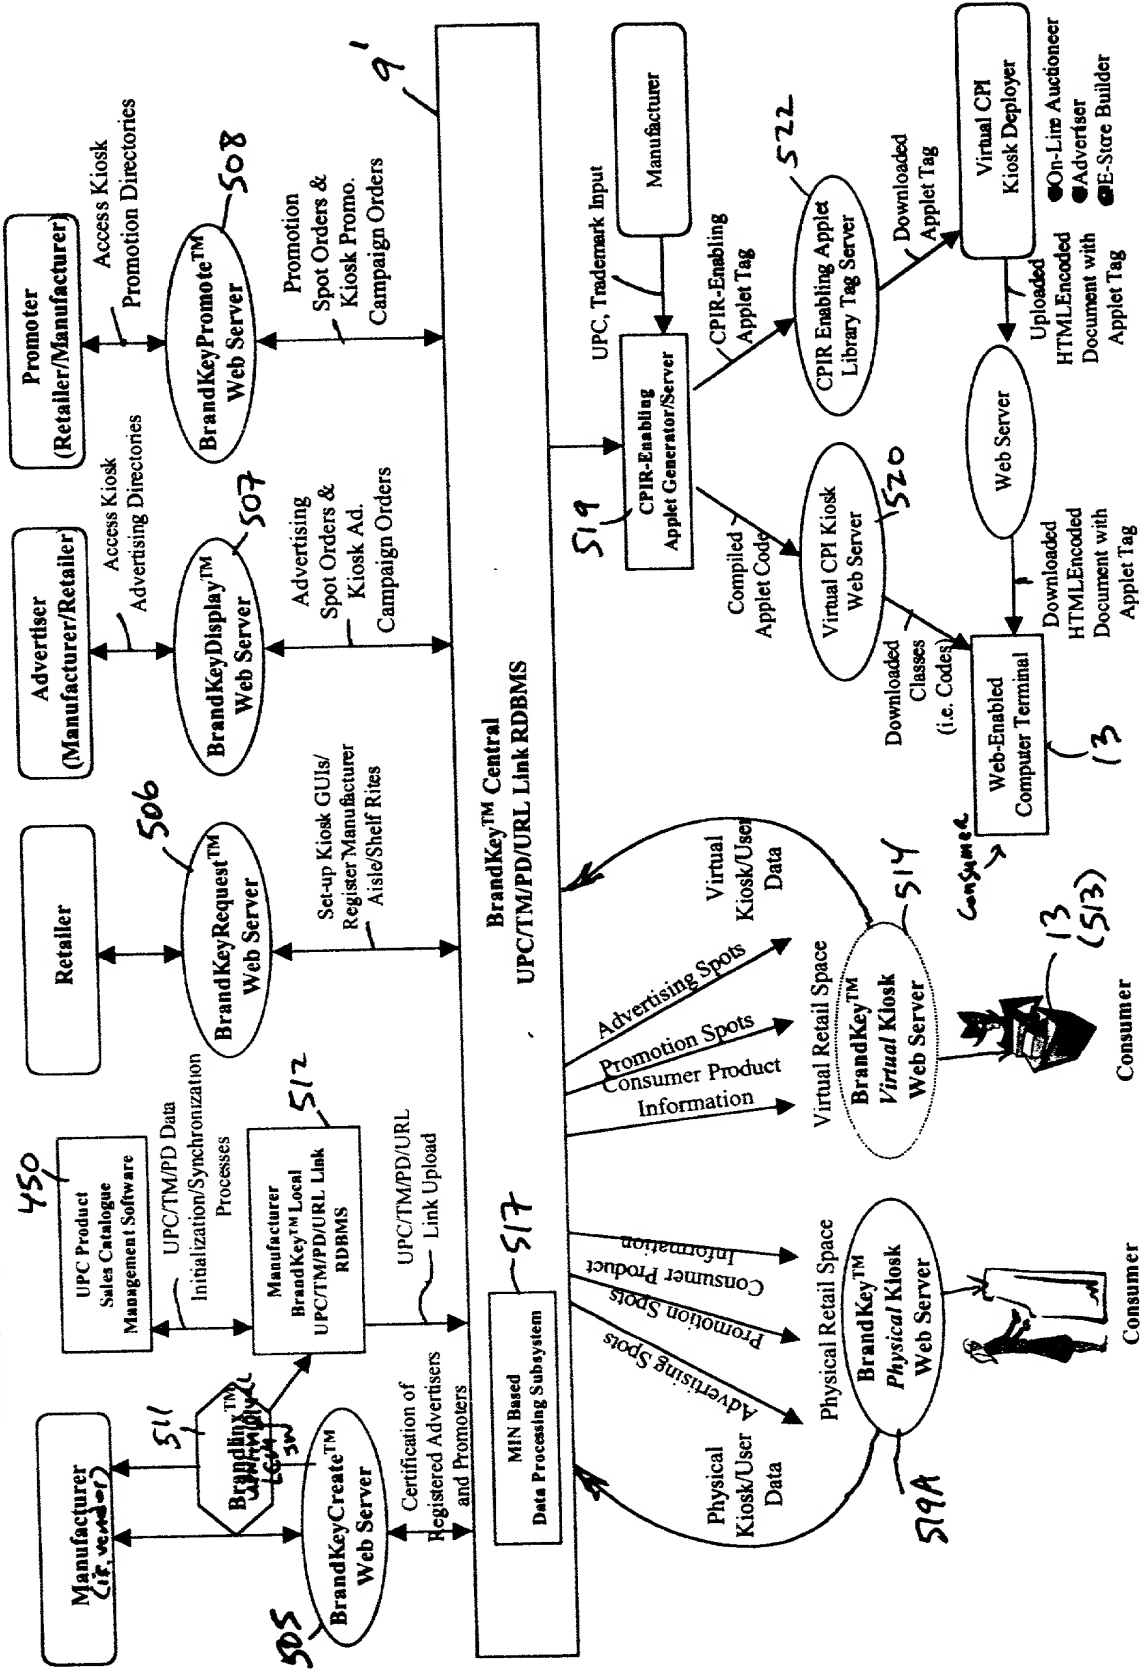 Manufacturer
(ie. vendor)
511
Brandlinx™
505
BrandKeyCreate™
Web Server
Certification of
Registered Advertisers
and Promoters
450
UPC Product
Sales Catalogue
Management Software
UPC/TM/PD Data
Initialization/Synchronization
Processes
512
Manufacturer
BrandKey™ Local
UPC/TM/PD/URL Link
RDBMS
UPC/TM/PD/URL
Link Upload
Retailer
506
BrandKeyRequest™
Web Server
Set-up Kiosk GUIs/
Register Manufacturer
Aisle/Shelf Rites
Advertiser
(Manufacturer/Retailer)
Access Kiosk
Advertising Directories
507
BrandKeyDisplay™
Web Server
Advertising
Spot Orders &
Kiosk Ad.
Campaign Orders
Promoter
(Retailer/Manufacturer)
Access Kiosk
Promotion Directories
508
BrandKeyPromote™
Web Server
Promotion
Spot Orders &
Kiosk Promo.
Campaign Orders
9'
BrandKey™ Central
UPC/TM/PD/URL Link RDBMS
517
MIN Based
Data Processing Subsystem
Physical
Kiosk/User
Data
Advertising Spots
Promotion Spots
Consumer Product
Information
Physical Retail Space
BrandKey™
Physical Kiosk
Web Server
519A
Consumer
Consumer Product
Information
Promotion Spots
Advertising Spots
Virtual
Kiosk/User
Data
Virtual Retail Space
BrandKey™
Virtual Kiosk
Web Server
514
13
(513)
Consumer
519
CPIR-Enabling
Applet Generator/Server
UPC, Trademark Input
Manufacturer
Compiled
Applet Code
CPIR-Enabling
Applet Tag
Virtual CPI Kiosk
Web Server
520
522
CPIR Enabling Applet
Library Tag Server
Downloaded
Applet Tag
Downloaded
Classes
(i.e. Codes)
Consumer
Web-Enabled
Computer Terminal
13
Downloaded
HTMLEncoded
Document with
Applet Tag
Web Server
Uploaded
HTMLEncoded
Document with
Applet Tag
Virtual CPI
Kiosk Deployer
●On-Line Auctioneer
●Advertiser
●E-Store Builder